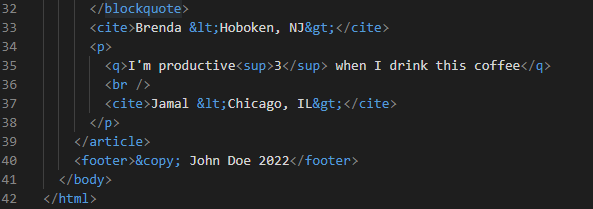 32 </blockquote>
33 <cite>Brenda &lt;Hoboken, NJ&gt;</cite>
34 <p>
35 <q>I'm productive<sup>3</sup> when I drink this coffee</q>
36 <br />
37 <cite>Jamal &lt;Chicago, IL&gt;</cite>
38 </p>
39 </article>
40 <footer>&copy; John Doe 2022</footer>
41 </body>
42 </html>